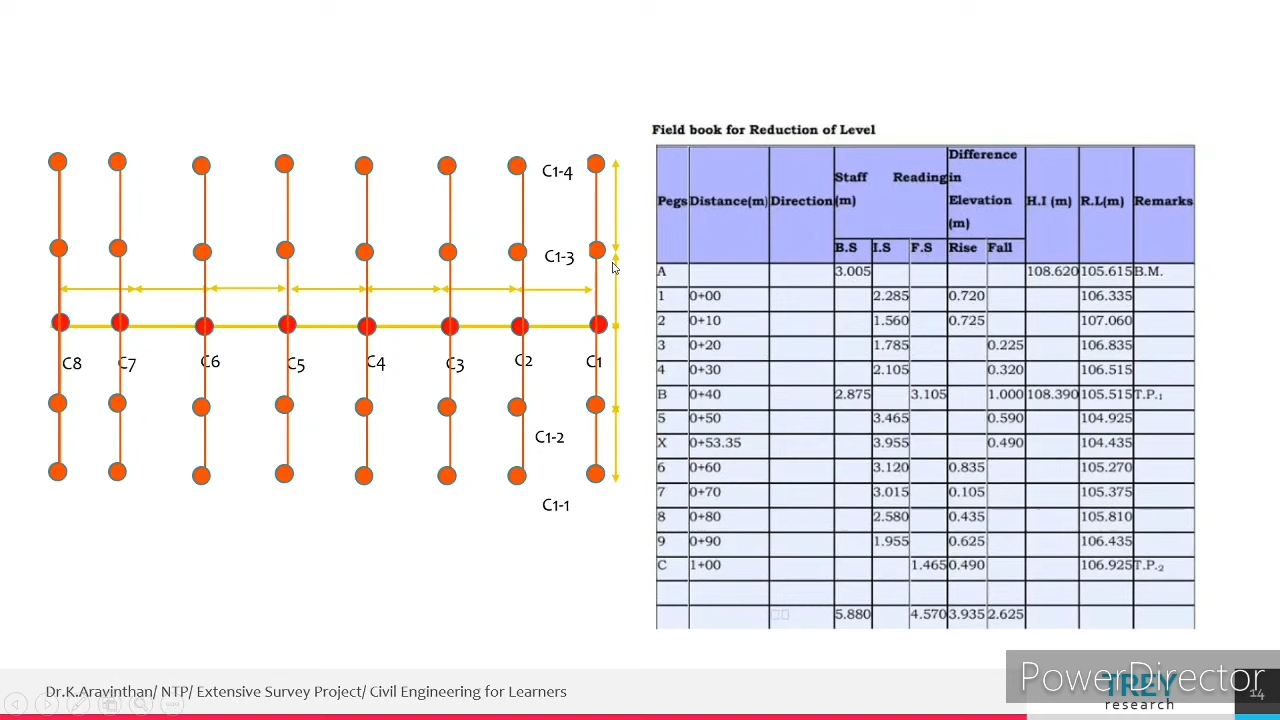 C1-4
C1-3
C8 C7 C6 C5 C4 C3 C2 C1
C1-2
C1-1
Field book for Reduction of Level
Pegs Distance(m) Direction Staff Reading (m) Difference in Elevation (m) H.I (m) R.L(m) Remarks
B.S I.S F.S Rise Fall
A 3.005 108.620 105.615 B.M.
1 0+00 2.285 0.720 106.335
2 0+10 1.560 0.725 107.060
3 0+20 1.785 0.225 106.835
4 0+30 2.105 0.320 106.515
B 0+40 2.875 3.105 1.000 108.390 105.515 T.P.₁
5 0+50 3.465 0.590 104.925
X 0+53.35 3.955 0.490 104.435
6 0+60 3.120 0.835 105.270
7 0+70 3.015 0.105 105.375
8 0+80 2.580 0.435 105.810
9 0+90 1.955 0.625 106.435
C 1+00 1.465 0.490 106.925 T.P.₂
5.880 4.570 3.935 2.625
Dr.K.Aravinthan/ NTP/ Extensive Survey Project/ Civil Engineering for Learners
PowerDirector
TREY
research
14